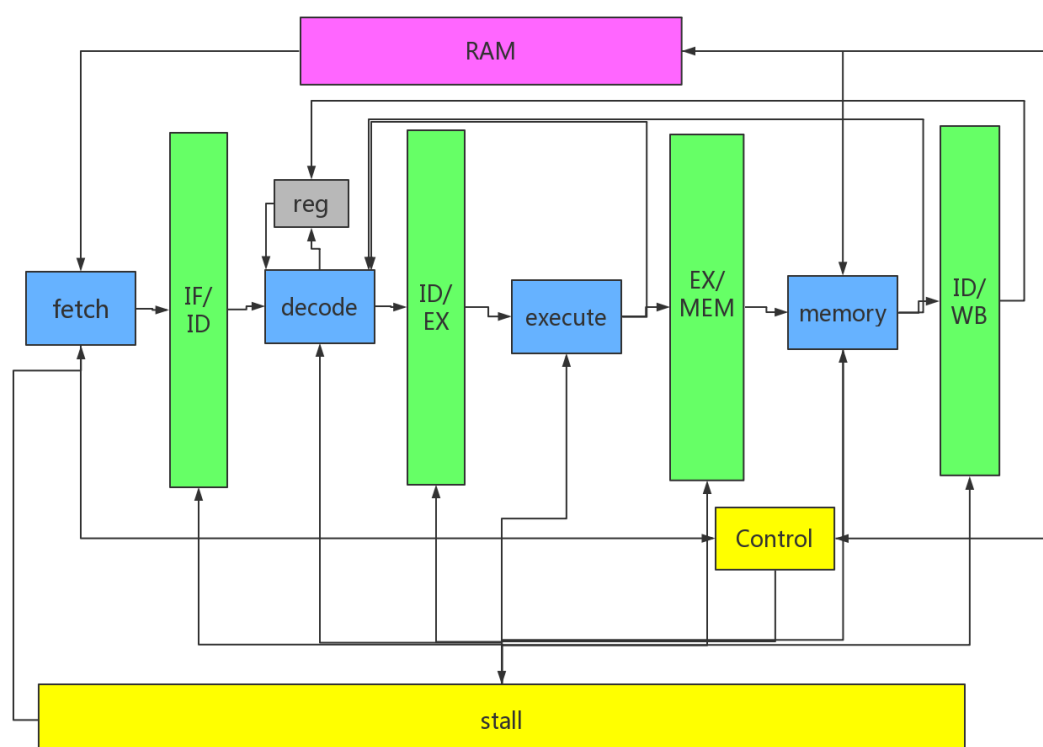 RAM
reg
fetch
IF/
ID
decode
ID/
EX
execute
EX/
MEM
memory
ID/
WB
Control
stall